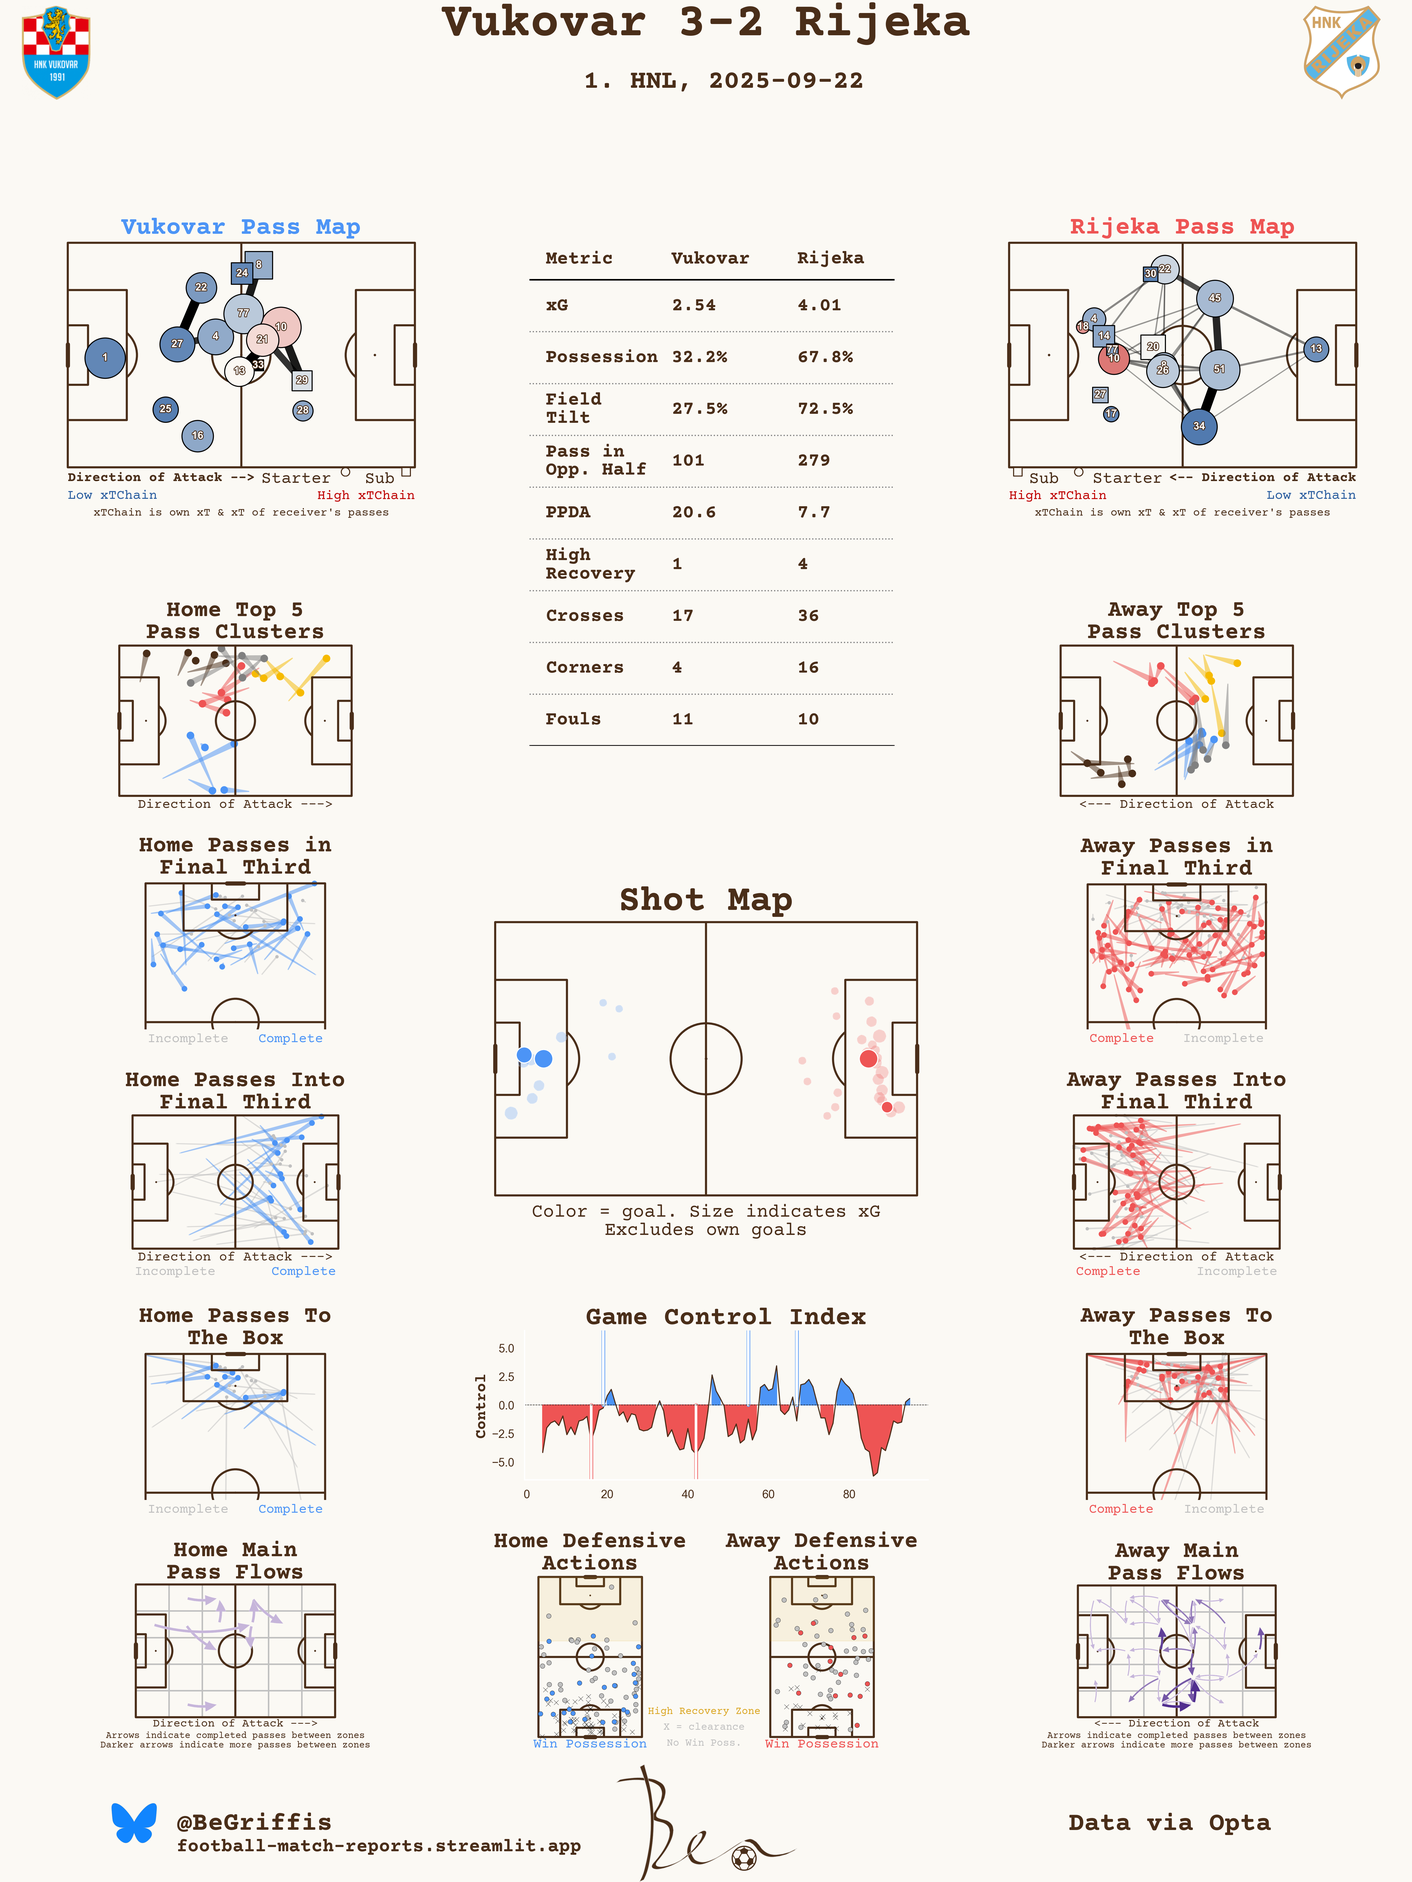 Vukovar 3-2 Rijeka
1. HNL, 2025-09-22
HNK VUKOVAR
1991
HNK
RIJEKA
Vukovar Pass Map
8
24
22
77
10
4
21
27
1
33
13
29
25
28
16
Direction of Attack --> Starter Sub
Low xTChain High xTChain
xTChain is own xT & xT of receiver's passes
Metric Vukovar Rijeka
xG 2.54 4.01
Possession 32.2% 67.8%
Field
Tilt 27.5% 72.5%
Pass in
Opp. Half 101 279
PPDA 20.6 7.7
High
Recovery 1 4
Crosses 17 36
Corners 4 16
Fouls 11 10
Rijeka Pass Map
30
22
45
4
18
14
77
20
13
10
8
26
51
27
17
34
Sub Starter <-- Direction of Attack
High xTChain Low xTChain
xTChain is own xT & xT of receiver's passes
Home Top 5
Pass Clusters
Direction of Attack --->
Away Top 5
Pass Clusters
<--- Direction of Attack
Home Passes in
Final Third
Incomplete Complete
Away Passes in
Final Third
Complete Incomplete
Shot Map
Color = goal. Size indicates xG
Excludes own goals
Home Passes Into
Final Third
Direction of Attack --->
Incomplete Complete
Away Passes Into
Final Third
<--- Direction of Attack
Complete Incomplete
Home Passes To
The Box
Incomplete Complete
Game Control Index
Control
5.0
2.5
0.0
−2.5
−5.0
0 20 40 60 80
Away Passes To
The Box
Complete Incomplete
Home Main
Pass Flows
Direction of Attack --->
Arrows indicate completed passes between zones
Darker arrows indicate more passes between zones
Home Defensive
Actions
Win Possession
Away Defensive
Actions
Win Possession
High Recovery Zone
X = clearance
No Win Poss.
Away Main
Pass Flows
<--- Direction of Attack
Arrows indicate completed passes between zones
Darker arrows indicate more passes between zones
@BeGriffis
football-match-reports.streamlit.app
Ben
Data via Opta